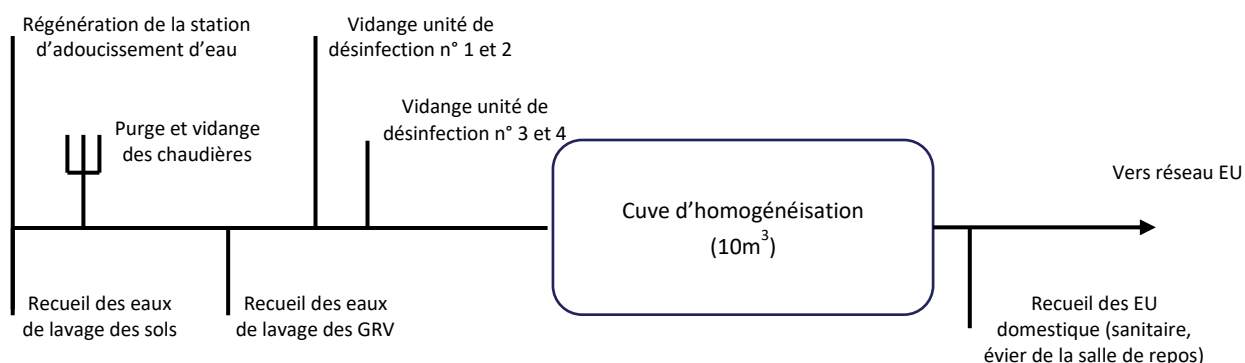 Régénération de la station
d'adoucissement d'eau
Vidange unité de
désinfection n° 1 et 2
Purge et vidange
des chaudières
Vidange unité de
désinfection n° 3 et 4
Cuve d'homogénéisation
(10m³)
Vers réseau EU
Recueil des eaux
de lavage des sols
Recueil des eaux
de lavage des GRV
Recueil des EU
domestique (sanitaire,
évier de la salle de repos)